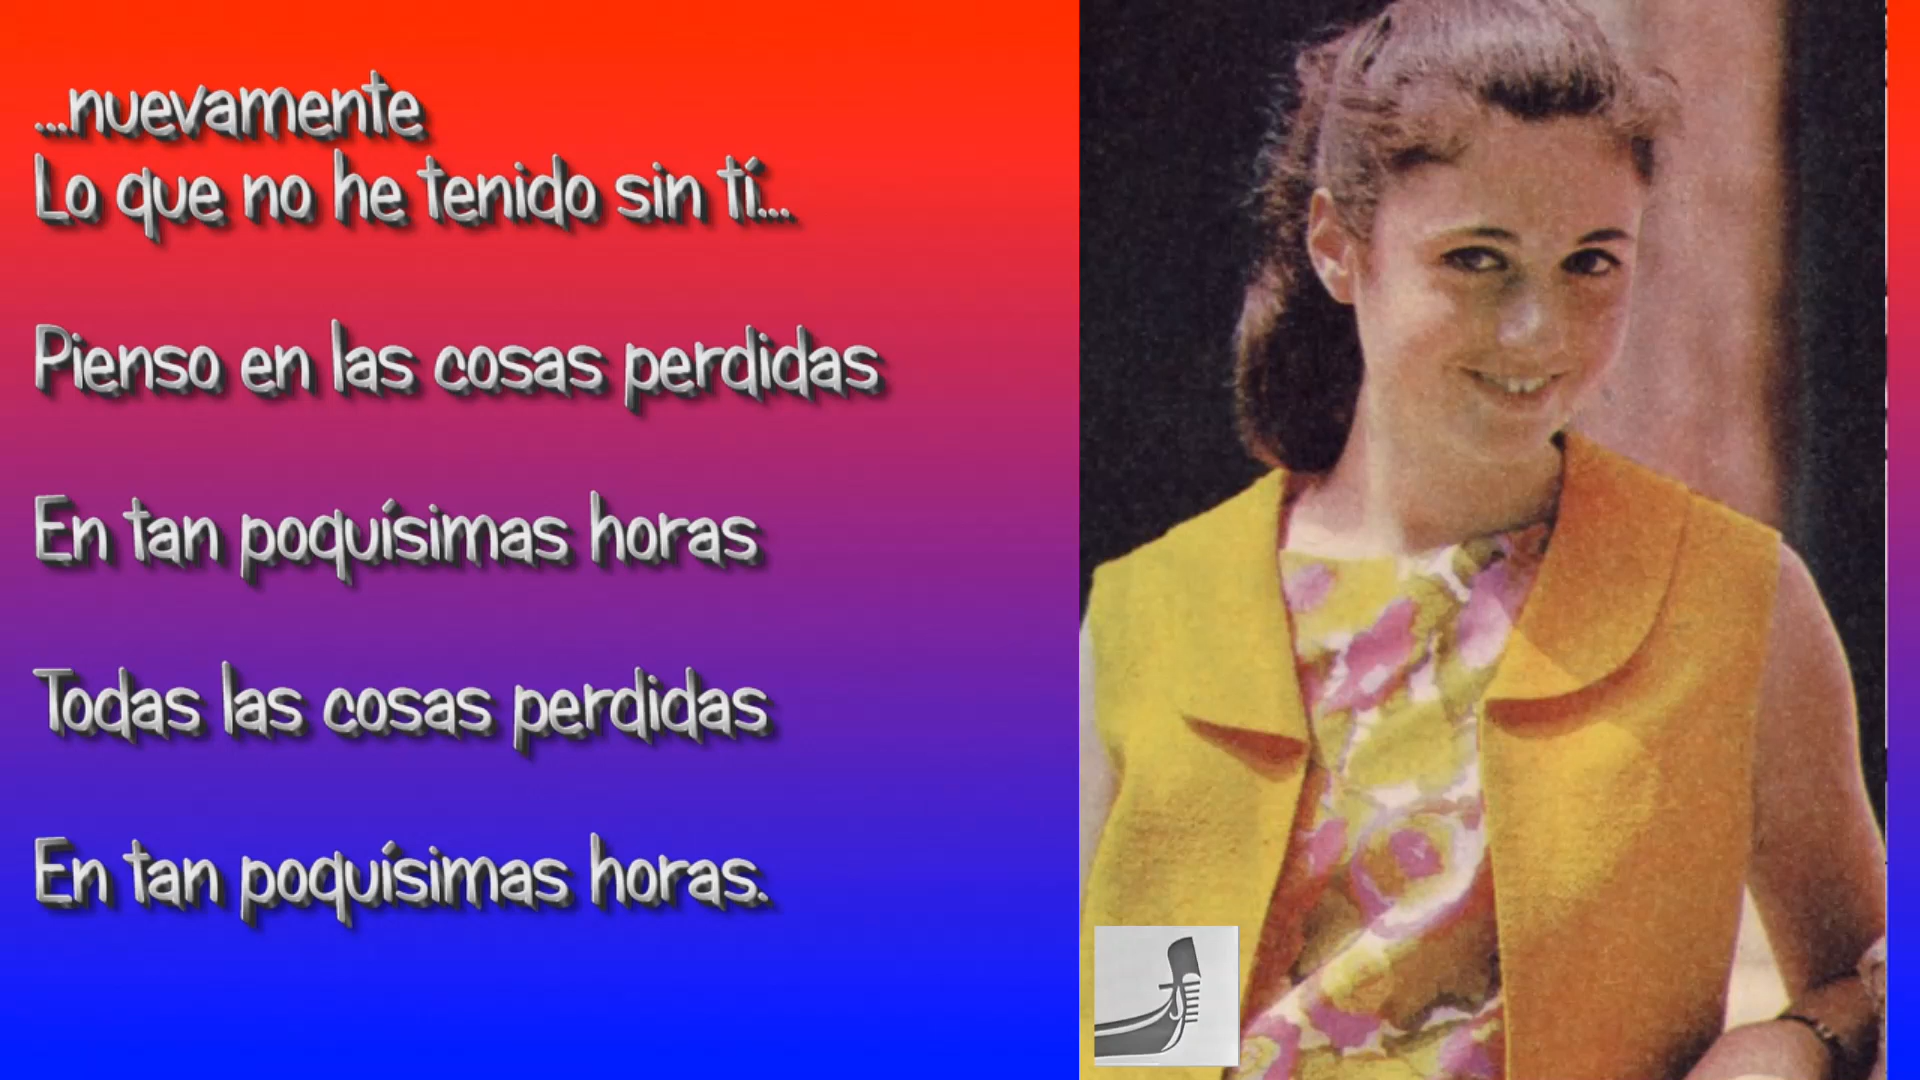 ...nuevamente
Lo que no he tenido sin tí...
Pienso en las cosas perdidas
En tan poquísimas horas
Todas las cosas perdidas
En tan poquísimas horas.